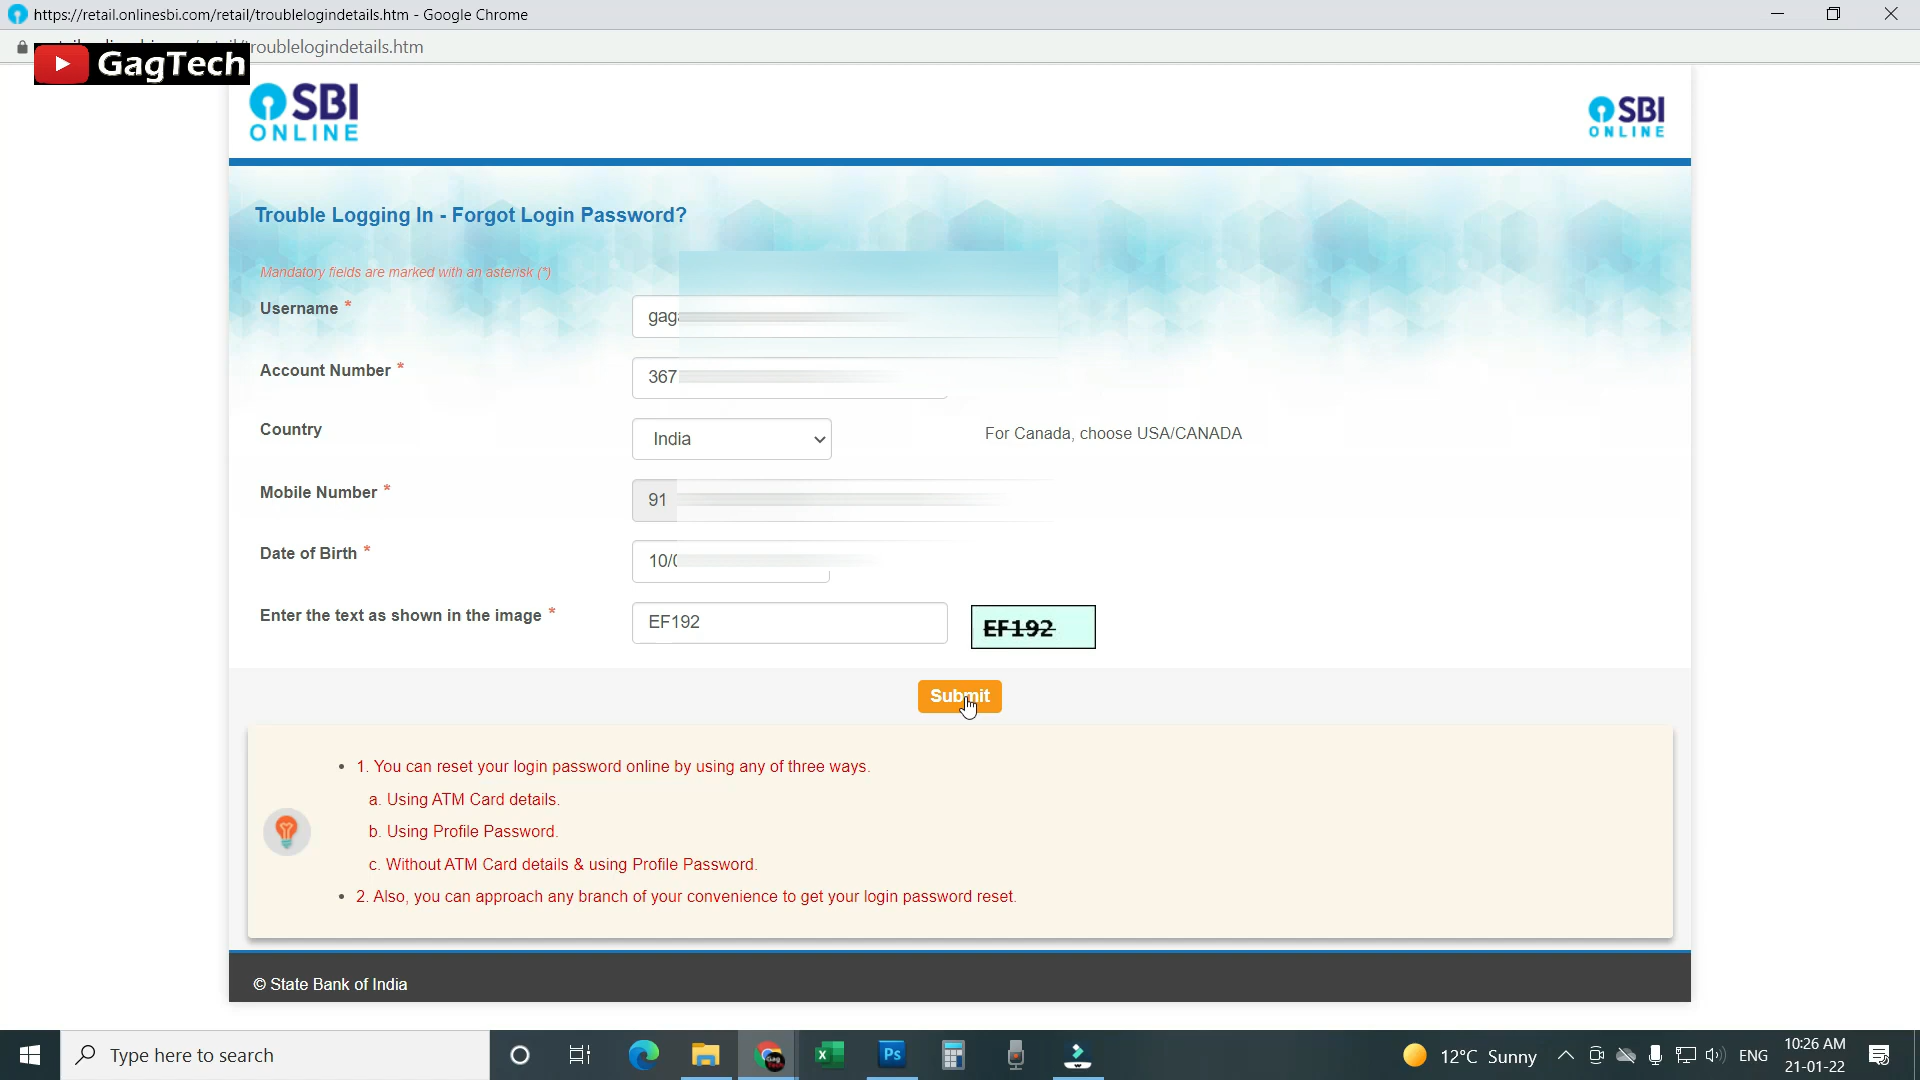 https://retail.onlinesbi.com/retail/troublelogindetails.htm - Google Chrome
troublelogindetails.htm
GagTech
SBI
ONLINE
SBI
ONLINE
Trouble Logging In - Forgot Login Password?
Mandatory fields are marked with an asterisk (*)
Username *
gag
Account Number *
367
Country
India
For Canada, choose USA/CANADA
Mobile Number *
91
Date of Birth *
10/0
Enter the text as shown in the image *
EF192
EF192
Submit
• 1. You can reset your login password online by using any of three ways.
a. Using ATM Card details.
b. Using Profile Password.
c. Without ATM Card details & using Profile Password.
• 2. Also, you can approach any branch of your convenience to get your login password reset.
© State Bank of India
Type here to search
Gag Tech
Ps
12°C Sunny
ENG
10:26 AM
21-01-22